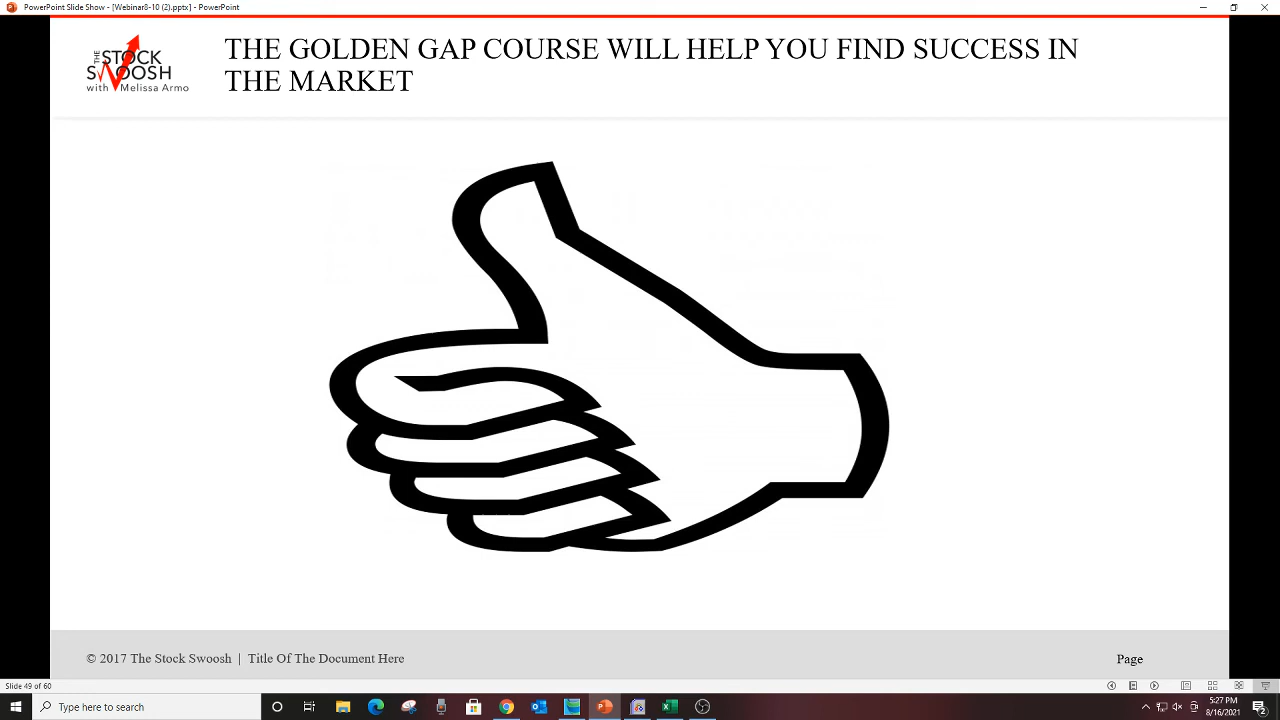 PowerPoint Slide Show - [Webinar8-10 (2).pptx] - PowerPoint
THE
STOCK
SWOOSH
with Melissa Armo
THE GOLDEN GAP COURSE WILL HELP YOU FIND SUCCESS IN
THE MARKET
© 2017 The Stock Swoosh | Title Of The Document Here
Page
Slide 49 of 60
Type here to search
5:27 PM
8/16/2021
2